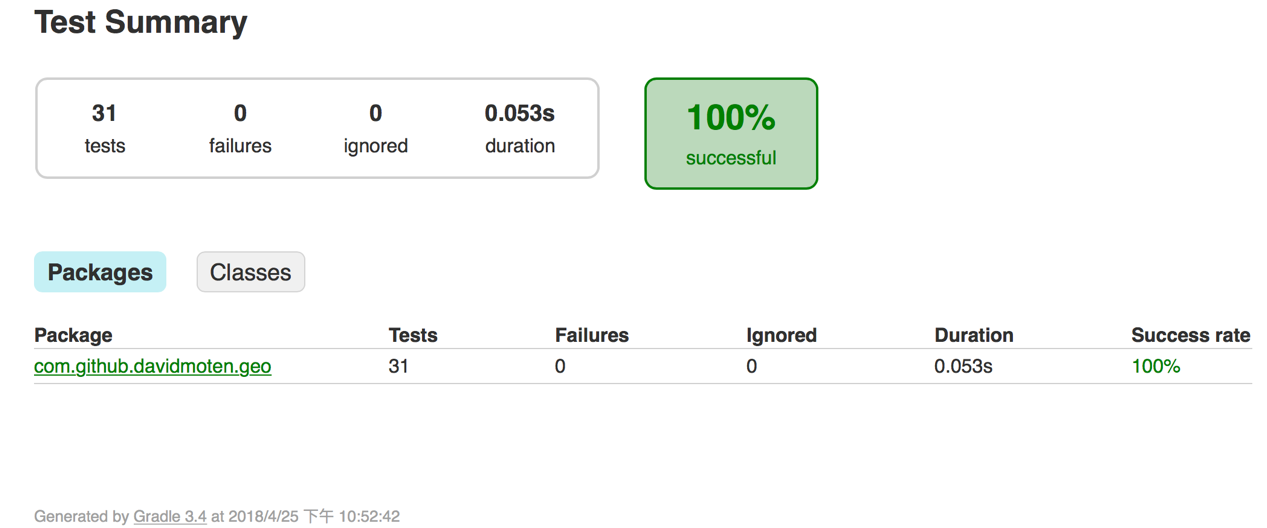 Test Summary
31 0 0 0.053s
tests failures ignored duration
100%
successful
Packages Classes
Package Tests Failures Ignored Duration Success rate
com.github.davidmoten.geo 31 0 0 0.053s 100%
Generated by Gradle 3.4 at 2018/4/25 下午 10:52:42